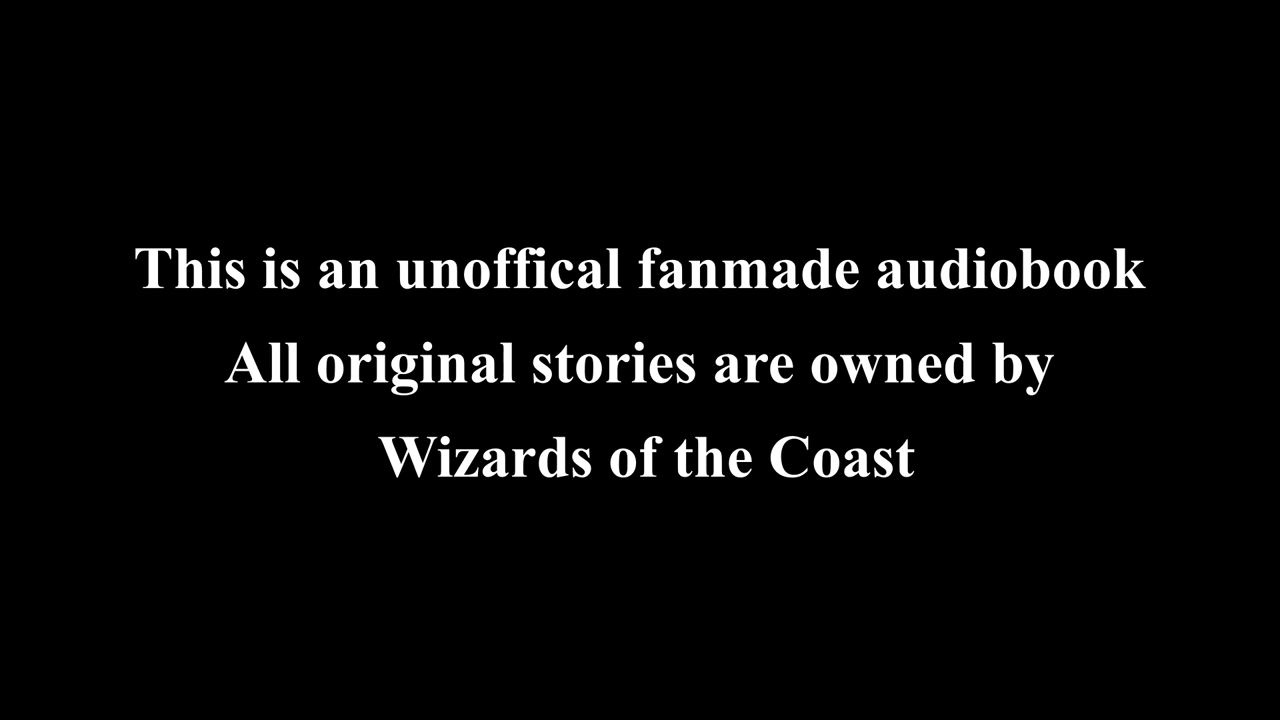 This is an unoffical fanmade audiobook
All original stories are owned by
Wizards of the Coast